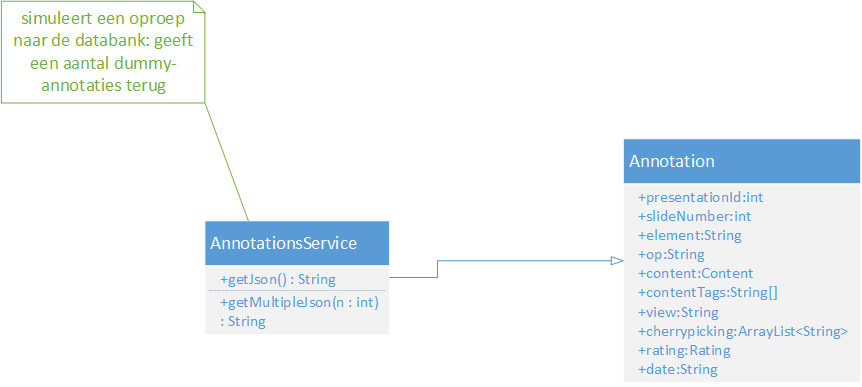 simuleert een oproep
naar de databank: geeft
een aantal dummy-
annotaties terug
AnnotationsService
+getJson() : String
+getMultipleJson(n : int)
: String
Annotation
+presentationId:int
+slideNumber:int
+element:String
+op:String
+content:Content
+contentTags:String[]
+view:String
+cherrypicking:ArrayList<String>
+rating:Rating
+date:String